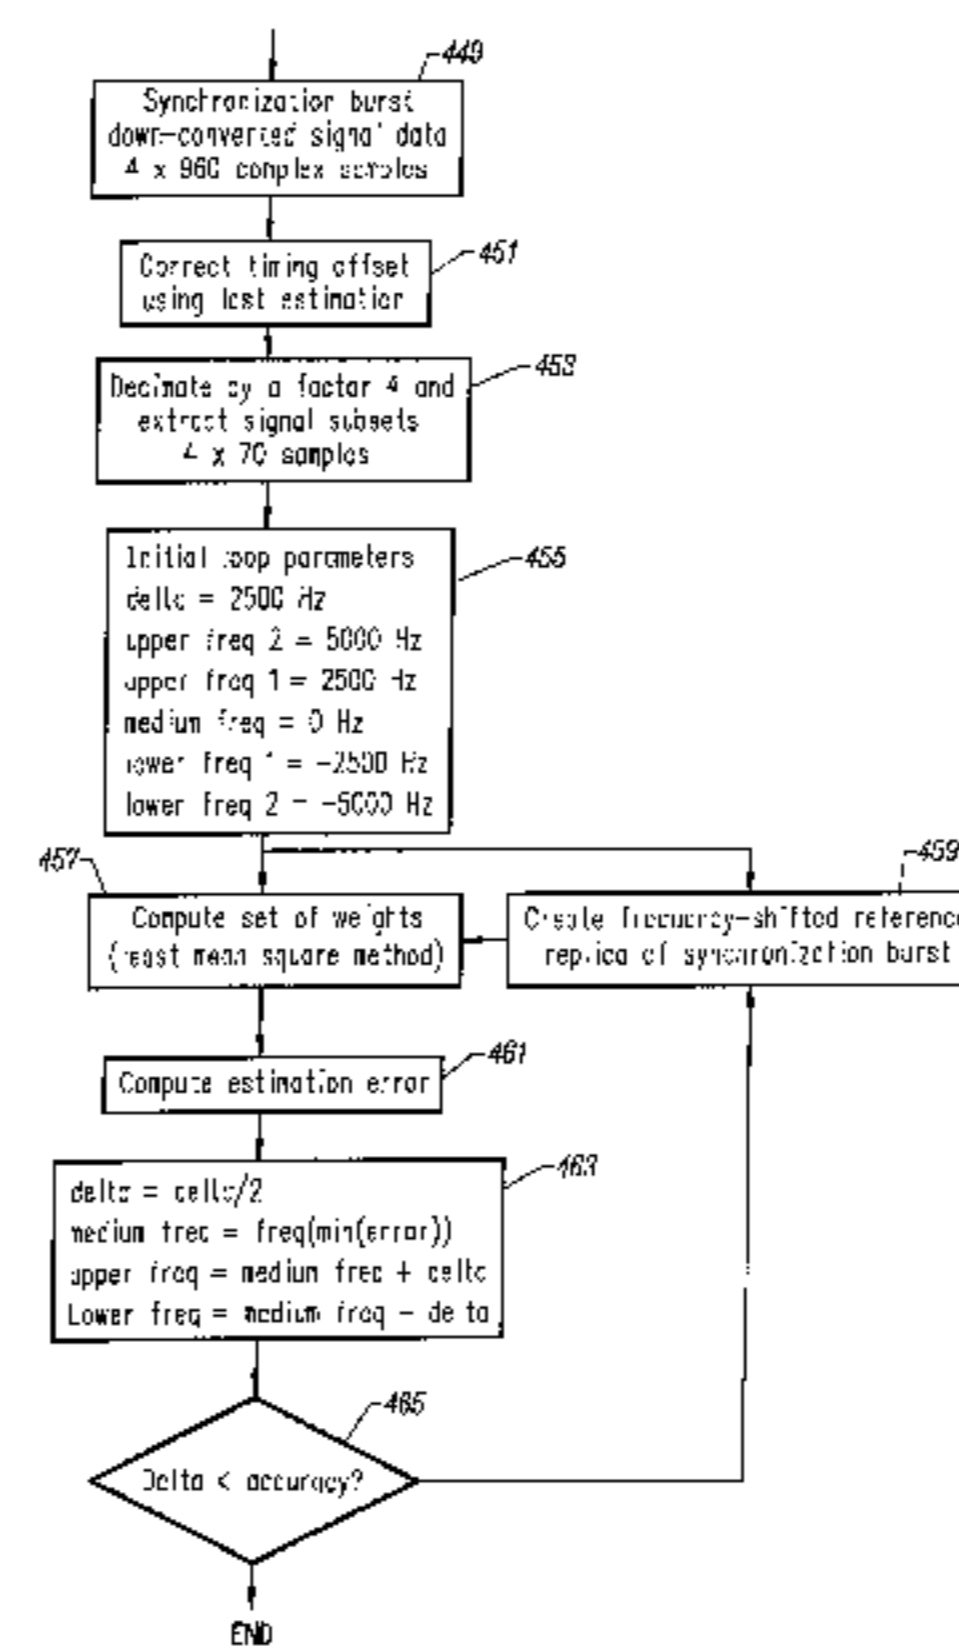 449
Synchronization burst
down-converted signal data
4 x 960 complex samples
451
Correct timing offset
using last estimation
453
Decimate by a factor 4 and
extract signal subsets
4 x 70 samples
455
Initial loop parameters
delta = 2500 Hz
upper freq 2 = 5000 Hz
upper freq 1 = 2500 Hz
medium freq = 0 Hz
lower freq 1 = -2500 Hz
lower freq 2 = -5000 Hz
457
459
Compute set of weights
(least mean square method)
Create frequency-shifted reference
replica of synchronization burst
461
Compute estimation error
463
delta = delta/2
medium freq = freq(min(error))
upper freq = medium freq + delta
Lower freq = medium freq - delta
465
Delta < accuracy?
END